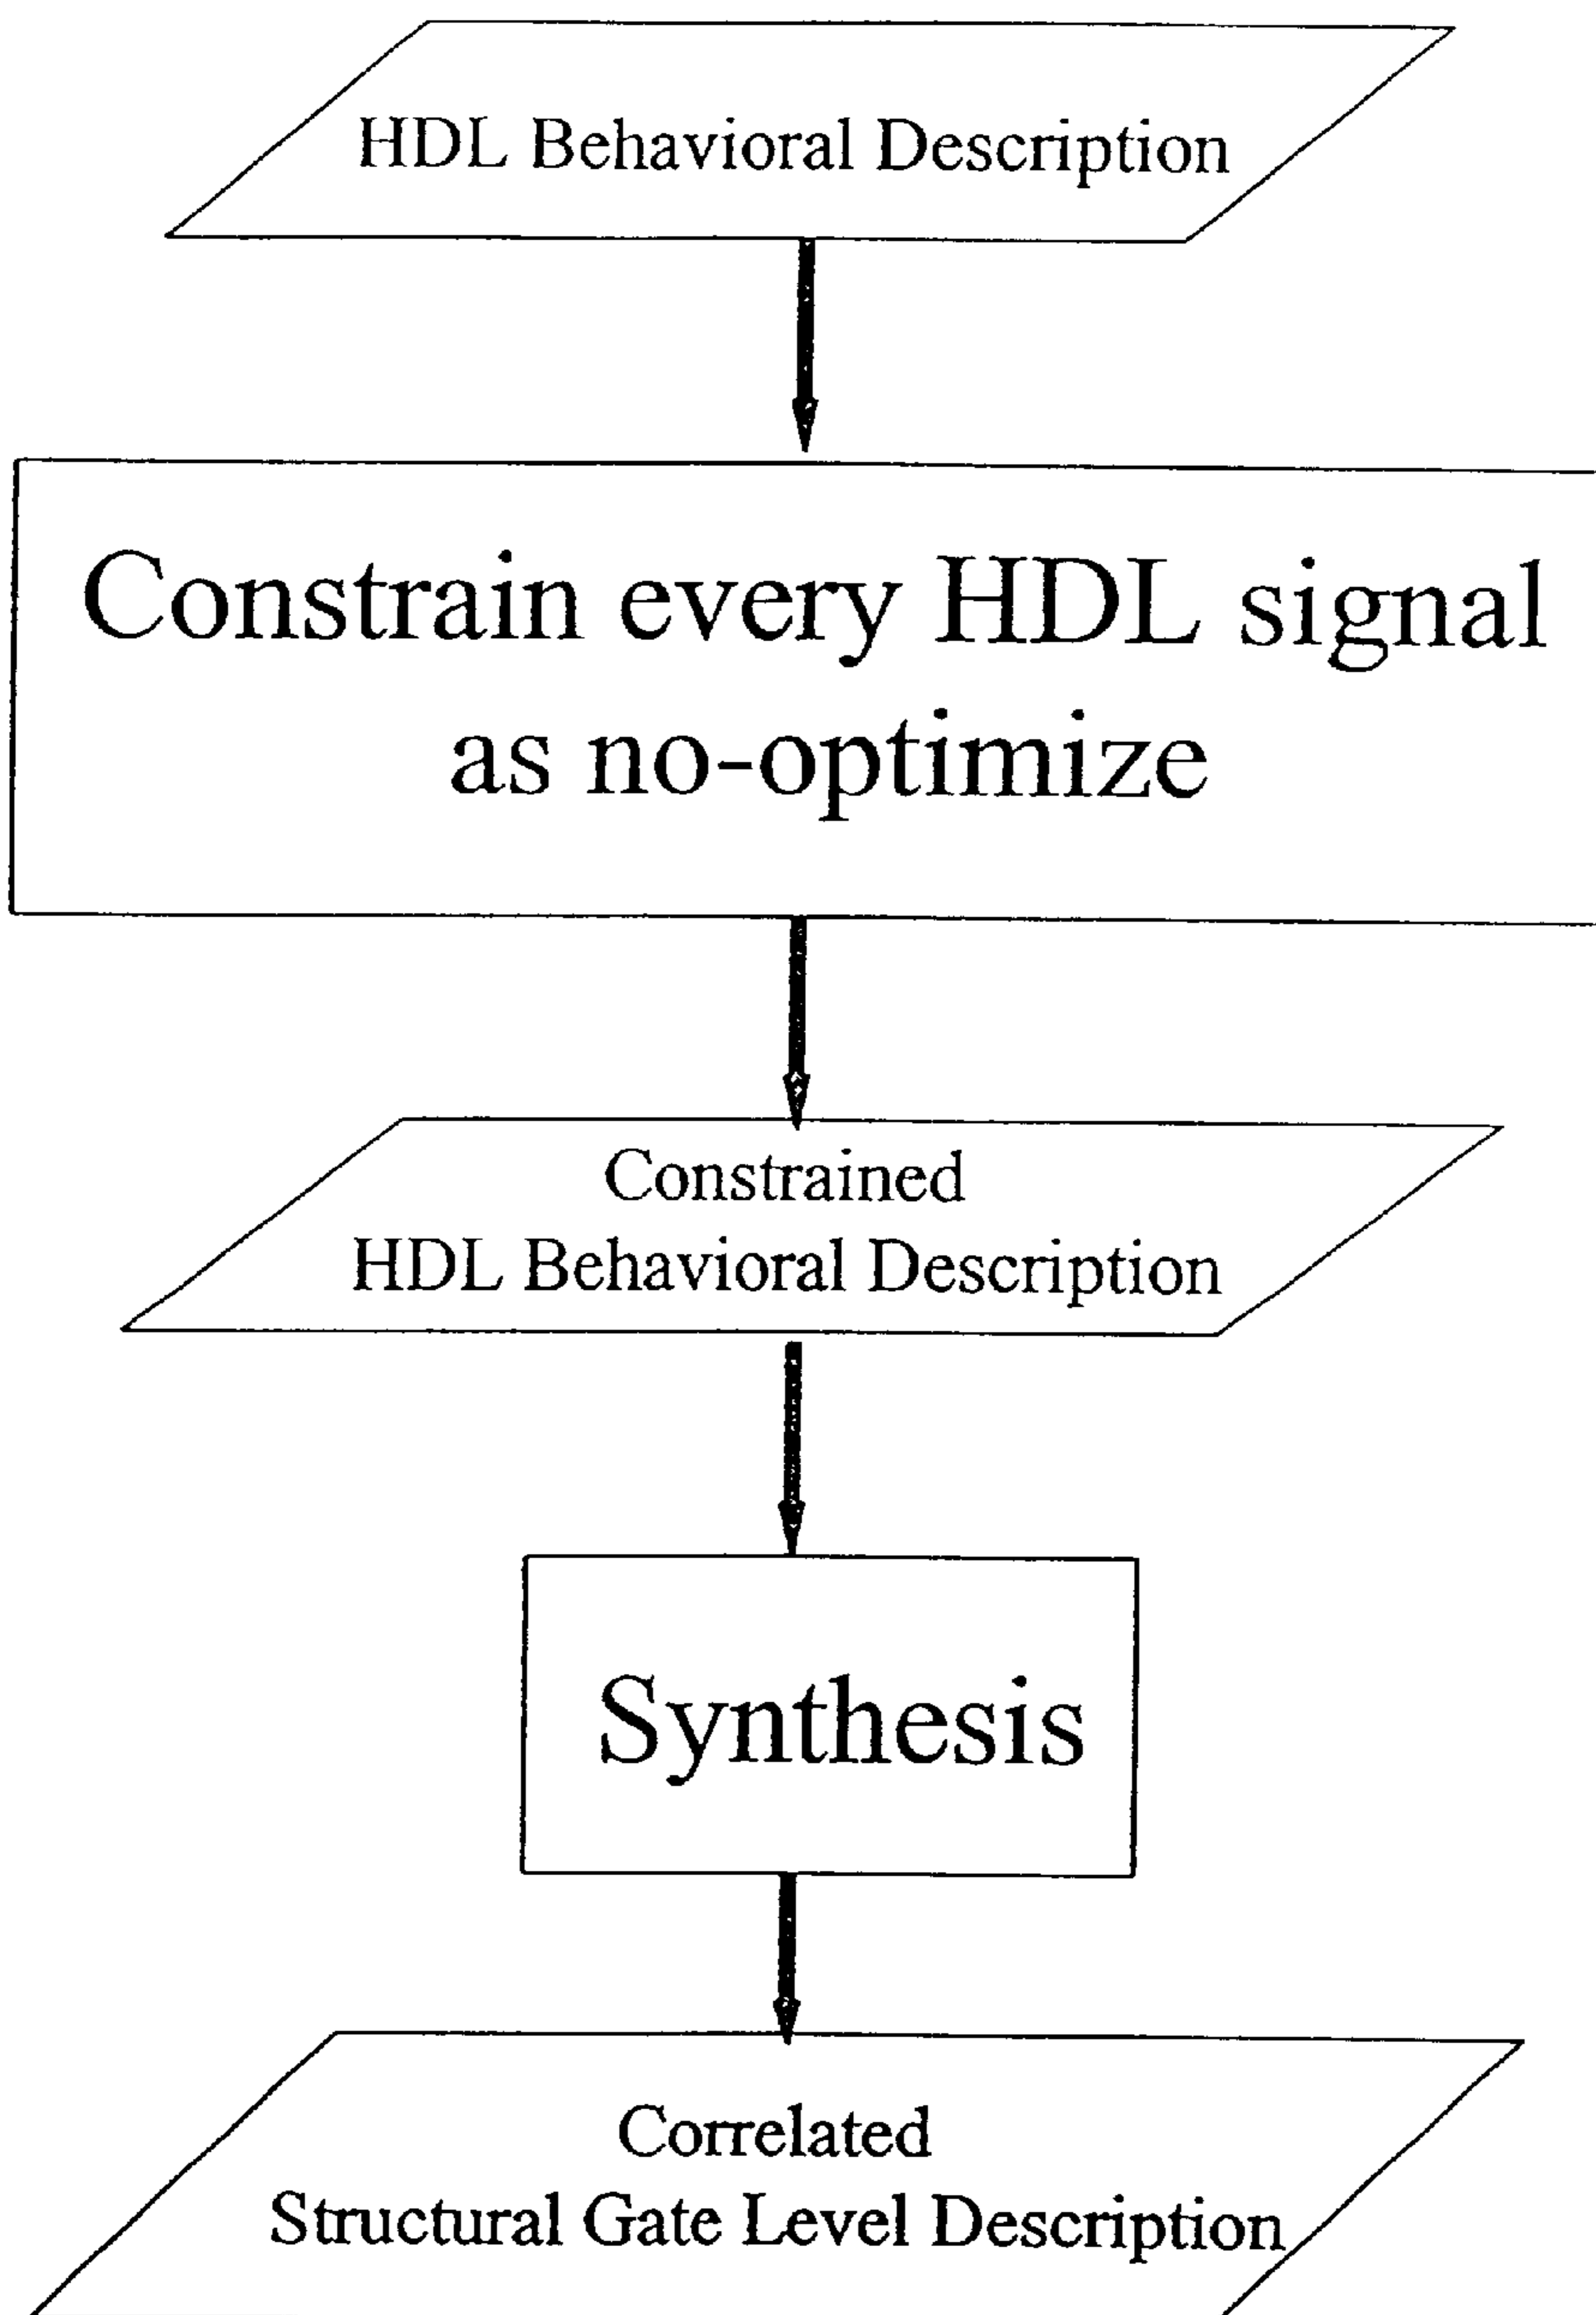 HDL Behavioral Description
Constrain every HDL signal
as no-optimize
Constrained
HDL Behavioral Description
Synthesis
Correlated
Structural Gate Level Description